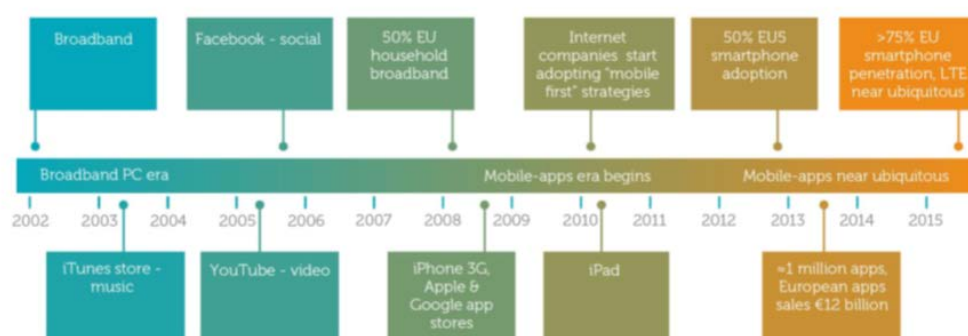 Broadband
Facebook - social
50% EU
household
broadband
Internet
companies start
adopting "mobile
first" strategies
50% EU5
smartphone
adoption
>75% EU
smartphone
penetration, LTE
near ubiquitous
Broadband PC era
Mobile-apps era begins
Mobile-apps near ubiquitous
2002 2003 2004 2005 2006 2007 2008 2009 2010 2011 2012 2013 2014 2015
iTunes store -
music
YouTube - video
iPhone 3G,
Apple &
Google app
stores
iPad
≈1 million apps,
European apps
sales €12 billion